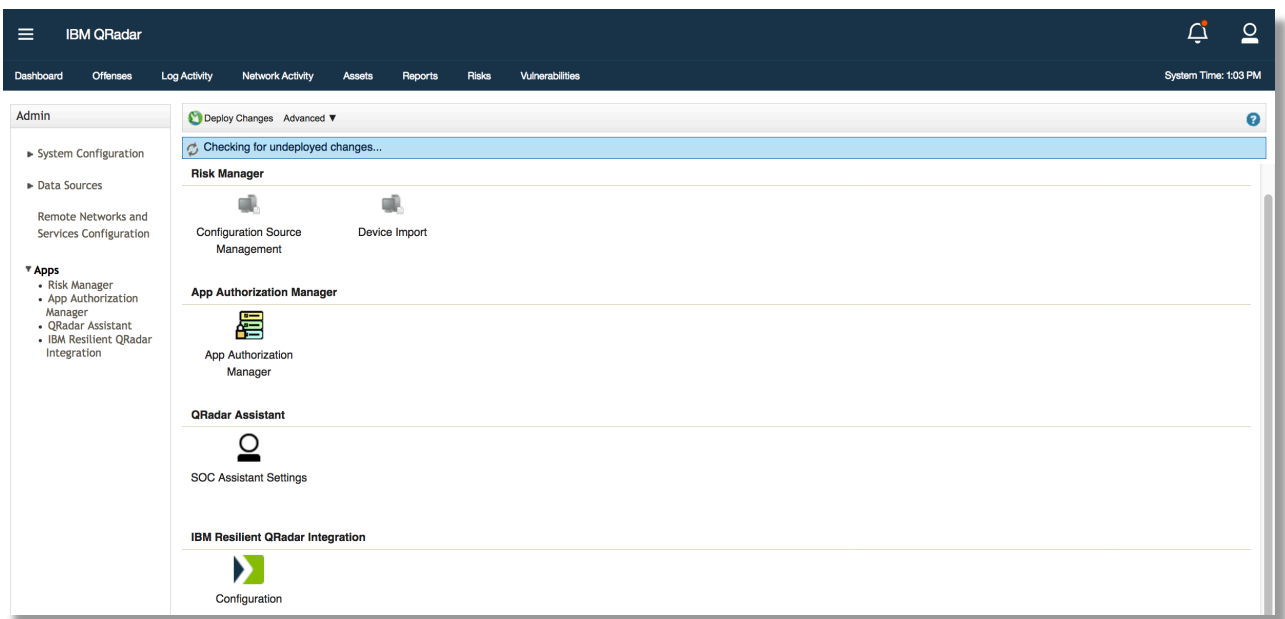 IBM QRadar
Dashboard Offenses Log Activity Network Activity Assets Reports Risks Vulnerabilities System Time: 1:03 PM
Admin
▶ System Configuration
▶ Data Sources
Remote Networks and
Services Configuration
▼ Apps
• Risk Manager
• App Authorization
Manager
• QRadar Assistant
• IBM Resilient QRadar
Integration
Deploy Changes Advanced ▼ ?
Checking for undeployed changes...
Risk Manager
Configuration Source
Management
Device Import
App Authorization Manager
App Authorization
Manager
QRadar Assistant
SOC Assistant Settings
IBM Resilient QRadar Integration
Configuration